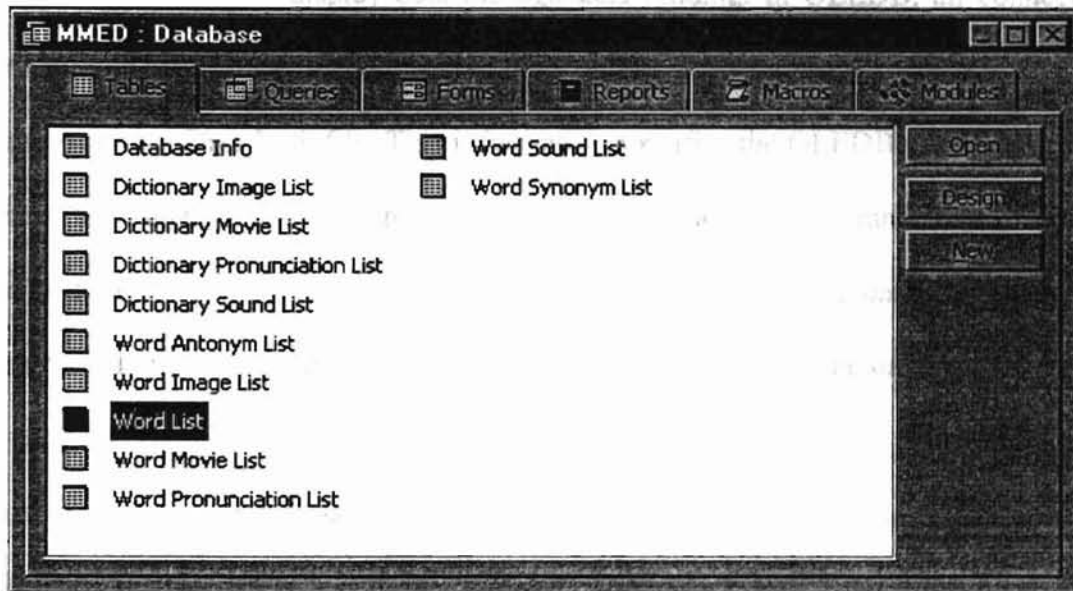 MMED : Database
Tables Queries Forms Reports Macros Modules
Database Info
Dictionary Image List
Dictionary Movie List
Dictionary Pronunciation List
Dictionary Sound List
Word Antonym List
Word Image List
Word List
Word Movie List
Word Pronunciation List
Word Sound List
Word Synonym List
Open
Design
New